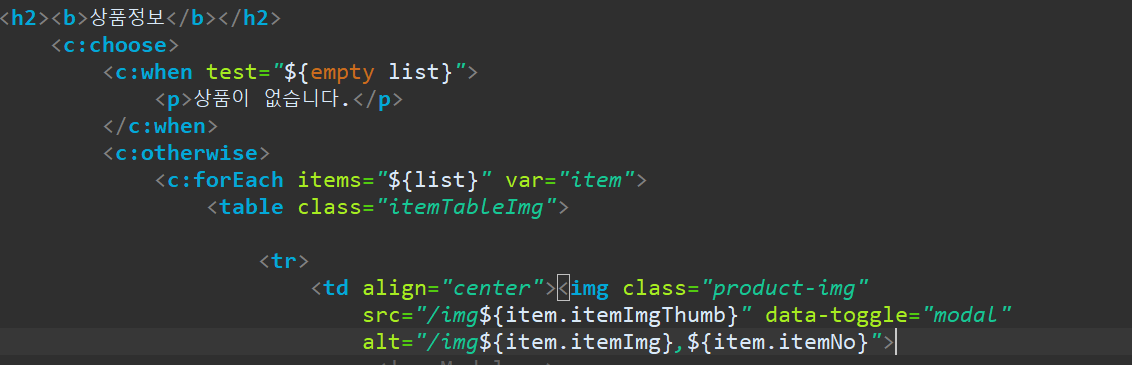 <h2><b>상품정보</b></h2>
<c:choose>
<c:when test="${empty list}">
<p>상품이 없습니다.</p>
</c:when>
<c:otherwise>
<c:forEach items="${list}" var="item">
<table class="itemTableImg">
<tr>
<td align="center"><img class="product-img"
src="/img${item.itemImgThumb}" data-toggle="modal"
alt="/img${item.itemImg},${item.itemNo}">